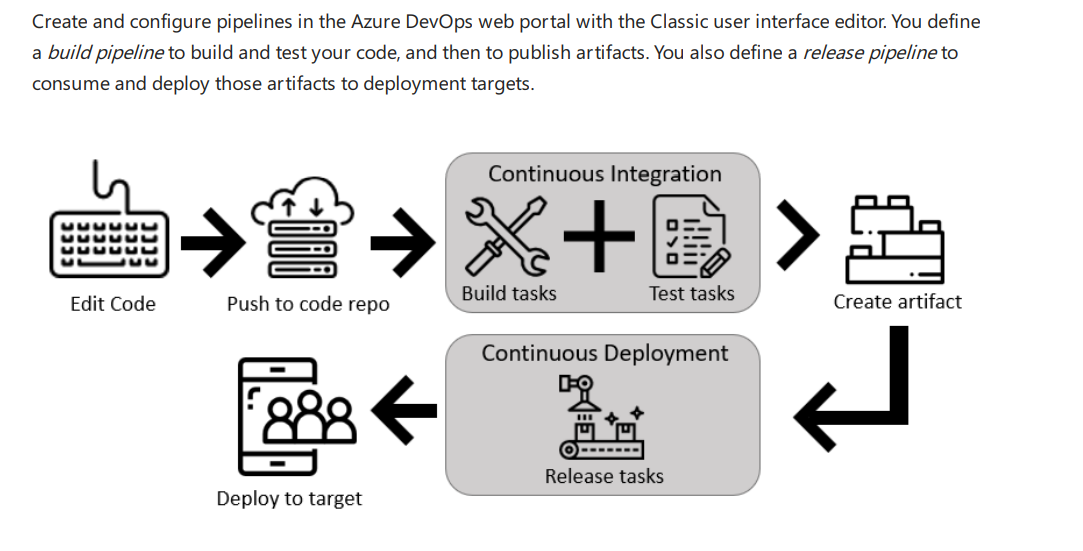 Create and configure pipelines in the Azure DevOps web portal with the Classic user interface editor. You define
a build pipeline to build and test your code, and then to publish artifacts. You also define a release pipeline to
consume and deploy those artifacts to deployment targets.
Continuous Integration
Build tasks
Test tasks
Edit Code
Push to code repo
Create artifact
Continuous Deployment
Release tasks
Deploy to target